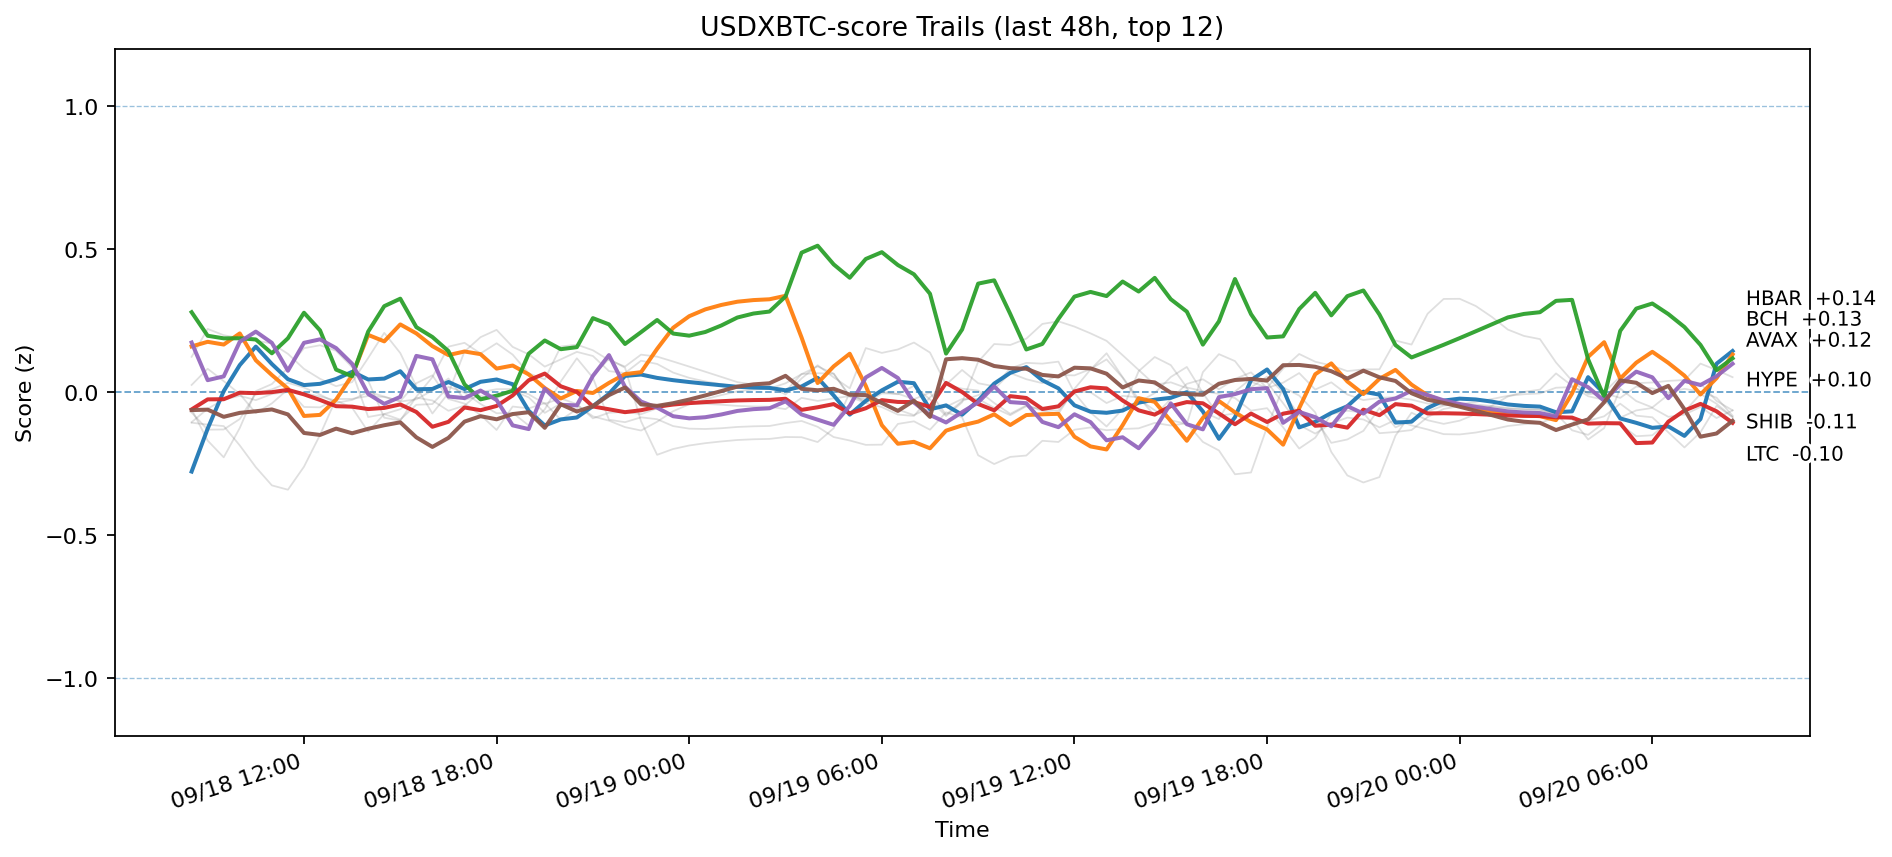 USDXBTC-score Trails (last 48h, top 12)
Score (z)
1.0
0.5
0.0
−0.5
−1.0
HBAR +0.14
BCH +0.13
AVAX +0.12
HYPE +0.10
SHIB -0.11
LTC -0.10
09/18 12:00
09/18 18:00
09/19 00:00
09/19 06:00
09/19 12:00
09/19 18:00
09/20 00:00
09/20 06:00
Time